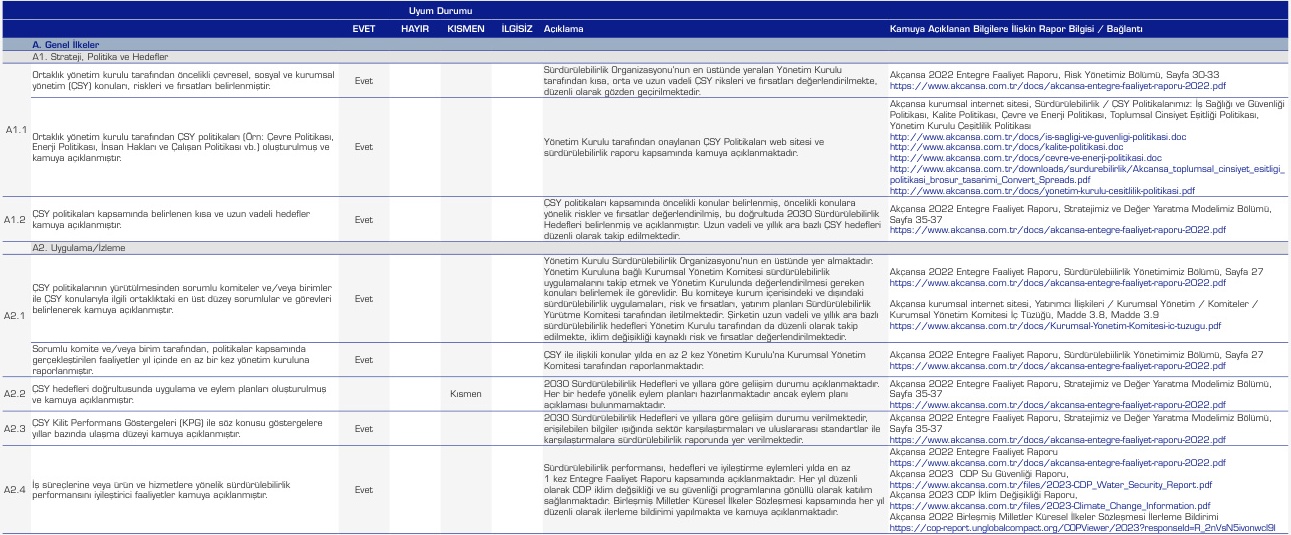 Uyum Durumu
EVET HAYIR KISMEN İLGİSİZ Açıklama Kamuya Açıklanan Bilgilere İlişkin Rapor Bilgisi / Bağlantı
A. Genel İlkeler
A1. Strateji, Politika ve Hedefler
A1.1
Ortaklık yönetim kurulu tarafından öncelikli çevresel, sosyal ve kurumsal
yönetim (ÇSY) konuları, riskleri ve fırsatları belirlenmiştir.
Evet
Sürdürülebilirlik Organizasyonu'nun en üstünde yeralan Yönetim Kurulu
tarafından kısa, orta ve uzun vadeli ÇSY riksleri ve fırsatları değerlendirilmekte,
düzenli olarak gözden geçirilmektedir.
Akçansa 2022 Entegre Faaliyet Raporu, Risk Yönetimiz Bölümü, Sayfa 30-33
https://www.akcansa.com.tr/docs/akcansa-entegre-faaliyet-raporu-2022.pdf
Ortaklık yönetim kurulu tarafından ÇSY politikaları (Örn: Çevre Politikası,
Enerji Politikası, İnsan Hakları ve Çalışan Politikası vb.) oluşturulmuş ve
kamuya açıklanmıştır.
Evet
Yönetim Kurulu tarafından onaylanan ÇSY Politikaları web sitesi ve
sürdürülebilirlik raporu kapsamında kamuya açıklanmaktadır.
Akçansa kurumsal internet sitesi, Sürdürülebilirlik / ÇSY Politikalarımız: İş Sağlığı ve Güvenliği
Politikası, Kalite Politikası, Çevre ve Enerji Politikası, Toplumsal Cinsiyet Eşitliği Politikası,
Yönetim Kurulu Çeşitlilik Politikası
http://www.akcansa.com.tr/docs/is-sagligi-ve-guvenligi-politikasi.doc
http://www.akcansa.com.tr/docs/kalite-politikasi.doc
http://www.akcansa.com.tr/docs/cevre-ve-enerji-politikasi.doc
http://www.akcansa.com.tr/downloads/surdurebilirlik/Akcansa_toplumsal_cinsiyet_esitligi_
politikasi_brosur_tasarimi_Convert_Spreads.pdf
http://www.akcansa.com.tr/docs/yonetim-kurulu-cesitlilik-politikasi.pdf
A1.2
ÇSY politikaları kapsamında belirlenen kısa ve uzun vadeli hedefler
kamuya açıklanmıştır.
Evet
ÇSY politikaları kapsamında öncelikli konular belirlenmiş, öncelikli konulara
yönelik riskler ve fırsatlar değerlendirilmiş, bu doğrultuda 2030 Sürdürülebilirlik
Hedefleri belirlenmiş ve açıklanmıştır. Uzun vadeli ve yıllık ara bazlı ÇSY hedefleri
düzenli olarak takip edilmektedir.
Akçansa 2022 Entegre Faaliyet Raporu, Stratejimiz ve Değer Yaratma Modelimiz Bölümü,
Sayfa 35-37
https://www.akcansa.com.tr/docs/akcansa-entegre-faaliyet-raporu-2022.pdf
A2. Uygulama/İzleme
A2.1
ÇSY politikalarının yürütülmesinden sorumlu komiteler ve/veya birimler
ile ÇSY konularıyla ilgili ortaklıktaki en üst düzey sorumlular ve görevleri
belirlenerek kamuya açıklanmıştır.
Evet
Yönetim Kurulu Sürdürülebilirlik Organizasyonu'nun en üstünde yer almaktadır.
Yönetim Kuruluna bağlı Kurumsal Yönetim Komitesi sürdürülebilirlik
uygulamalarını takip etmek ve Yönetim Kurulunda değerlendirilmesi gereken
konuları belirlemek ile görevlidir. Bu komiteye kurum içerisindeki ve dışındaki
sürdürülebilirlik uygulamaları, risk ve fırsatları, yatırım planları Sürdürülebilirlik
Yürütme Komitesi tarafından iletilmektedir. Şirketin uzun vadeli ve yıllık ara bazlı
sürdürülebilirlik hedefleri Yönetim Kurulu tarafından da düzenli olarak takip
edilmekte, iklim değişikliği kaynaklı risk ve fırsatlar değerlendirilmektedir.
Akçansa 2022 Entegre Faaliyet Raporu, Sürdürülebilirlik Yönetimimiz Bölümü, Sayfa 27
https://www.akcansa.com.tr/docs/akcansa-entegre-faaliyet-raporu-2022.pdf
Akçansa kurumsal internet sitesi, Yatırımcı İlişkileri / Kurumsal Yönetim / Komiteler /
Kurumsal Yönetim Komitesi İç Tüzüğü, Madde 3.8, Madde 3.9
https://www.akcansa.com.tr/docs/Kurumsal-Yonetim-Komitesi-ic-tuzugu.pdf
Sorumlu komite ve/veya birim tarafından, politikalar kapsamında
gerçekleştirilen faaliyetler yıl içinde en az bir kez yönetim kuruluna
raporlanmıştır.
Evet
ÇSY ile ilişkili konular yılda en az 2 kez Yönetim Kurulu'na Kurumsal Yönetim
Komitesi tarafından raporlanmaktadır.
Akçansa 2022 Entegre Faaliyet Raporu, Sürdürülebilirlik Yönetimimiz Bölümü, Sayfa 27
https://www.akcansa.com.tr/docs/akcansa-entegre-faaliyet-raporu-2022.pdf
A2.2
ÇSY hedefleri doğrultusunda uygulama ve eylem planları oluşturulmuş
ve kamuya açıklanmıştır.
Kısmen
2030 Sürdürülebilirlik Hedefleri ve yıllara göre gelişim durumu açıklanmaktadır.
Her bir hedefe yönelik eylem planları hazırlanmaktadır ancak eylem planı
açıklaması bulunmamaktadır.
Akçansa 2022 Entegre Faaliyet Raporu, Stratejimiz ve Değer Yaratma Modelimiz Bölümü,
Sayfa 35-37
https://www.akcansa.com.tr/docs/akcansa-entegre-faaliyet-raporu-2022.pdf
A2.3
ÇSY Kilit Performans Göstergeleri (KPG) ile söz konusu göstergelere
yıllar bazında ulaşma düzeyi kamuya açıklanmıştır.
Evet
2030 Sürdürülebilirlik Hedefleri ve yıllara göre gelişim durumu verilmektedir,
erişilebilen bilgiler ışığında sektör karşılaştırmaları ve uluslararası standartlar ile
karşılaştırmalara sürdürülebilirlik raporunda yer verilmektedir.
Akçansa 2022 Entegre Faaliyet Raporu, Stratejimiz ve Değer Yaratma Modelimiz Bölümü,
Sayfa 35-37
https://www.akcansa.com.tr/docs/akcansa-entegre-faaliyet-raporu-2022.pdf
A2.4
İş süreçlerine veya ürün ve hizmetlere yönelik sürdürülebilirlik
performansını iyileştirici faaliyetler kamuya açıklanmıştır.
Evet
Sürdürülebilirlik performansı, hedefleri ve iyileştirme eylemleri yılda en az
1 kez Entegre Faaliyet Raporu kapsamında açıklanmaktadır. Her yıl düzenli
olarak CDP iklim değişikliği ve su güvenliği programlarına gönüllü olarak katılım
sağlanmaktadır. Birleşmiş Milletler Küresel İlkeler Sözleşmesi kapsamında her yıl
düzenli olarak ilerleme bildirimi yapılmakta ve kamuya açıklanmaktadır.
Akçansa 2022 Entegre Faaliyet Raporu
https://www.akcansa.com.tr/docs/akcansa-entegre-faaliyet-raporu-2022.pdf
Akçansa 2023 CDP Su Güvenliği Raporu,
https://www.akcansa.com.tr/files/2023-CDP_Water_Security_Report.pdf
Akçansa 2023 CDP İklim Değişikliği Raporu,
https://www.akcansa.com.tr/files/2023-Climate_Change_Information.pdf
Akçansa 2022 Birleşmiş Milletler Küresel İlkeler Sözleşmesi İlerleme Bildirimi
https://cop-report.unglobalcompact.org/COPViewer/2023?responseId=R_2nVsN5ivonwcl9I